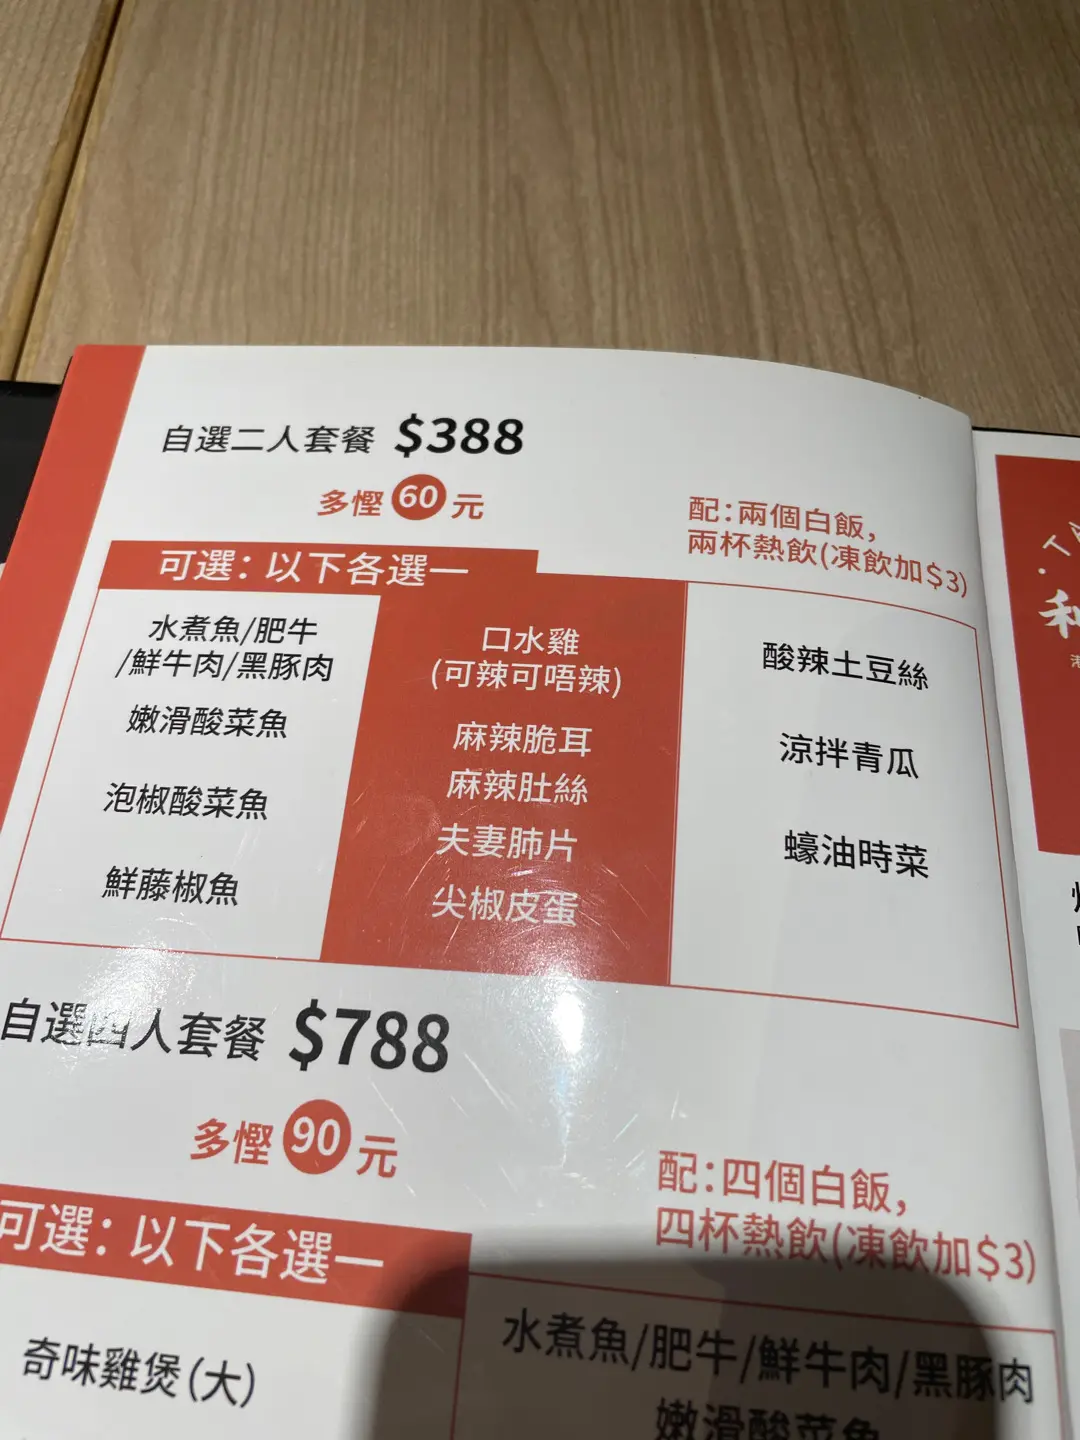 自選二人套餐 $388
多慳 60 元
配：兩個白飯，
兩杯熱飲(凍飲加$3)
可選：以下各選一
水煮魚/肥牛
/鮮牛肉/黑豚肉
嫩滑酸菜魚
泡椒酸菜魚
鮮藤椒魚
口水雞
(可辣可唔辣)
麻辣脆耳
麻辣肚絲
夫妻肺片
尖椒皮蛋
酸辣土豆絲
涼拌青瓜
蠔油時菜
自選四人套餐 $788
多慳 90 元
配：四個白飯，
四杯熱飲(凍飲加$3)
可選：以下各選一
奇味雞煲(大)
水煮魚/肥牛/鮮牛肉/黑豚肉
嫩滑酸菜魚